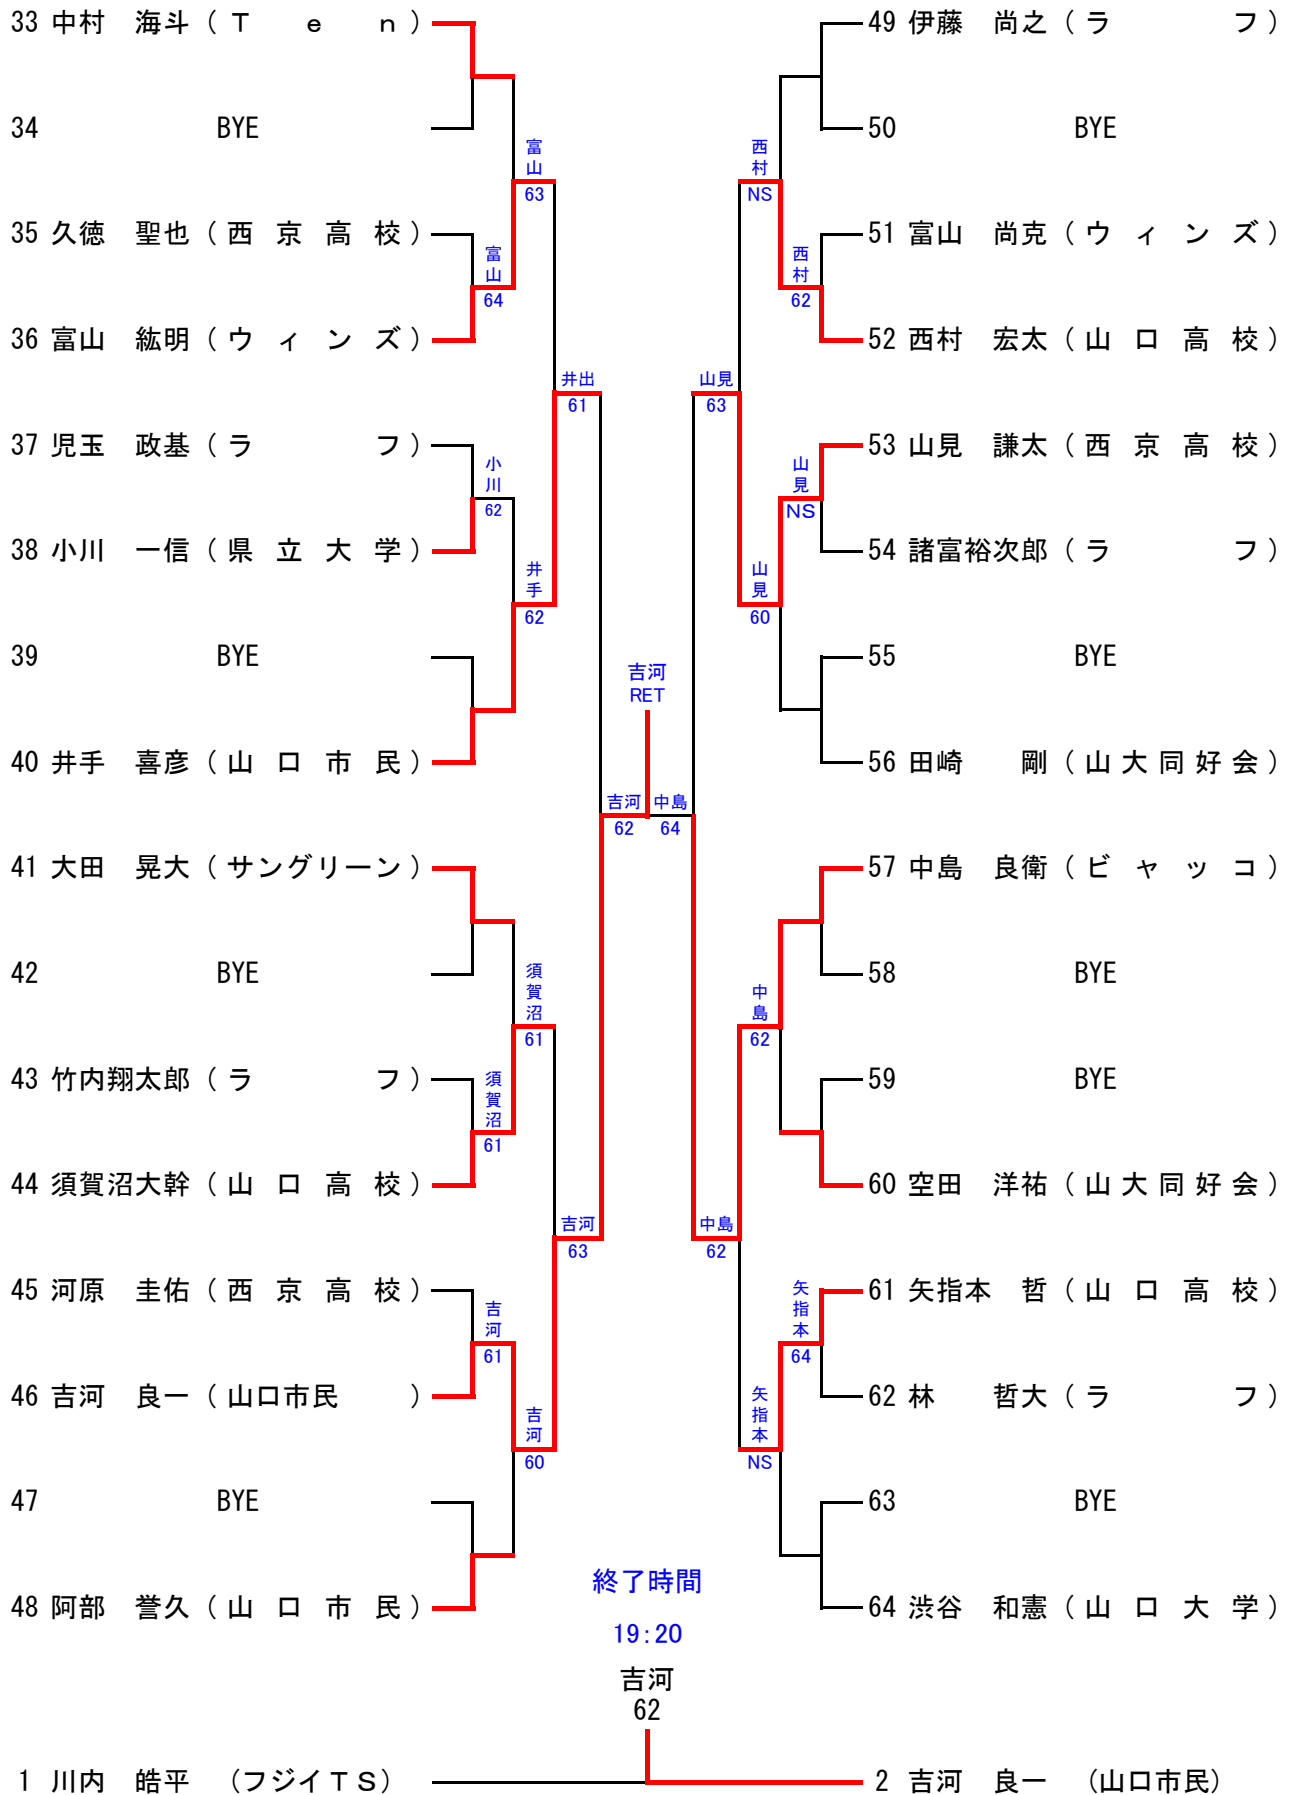 33 中村　海斗 ( Ｔ ｅ ｎ )
34 BYE
富山
63
35 久徳　聖也 ( 西 京 高 校 )
富山
64
36 富山　紘明 ( ウ ィ ン ズ )
井出
61
37 児玉　政基 ( ラ フ )
小川
62
38 小川　一信 ( 県 立 大 学 )
井手
62
39 BYE
40 井手　喜彦 ( 山 口 市 民 )
吉河
62
41 大田　晃大 ( サングリーン )
42 BYE
須賀沼
61
43 竹内翔太郎 ( ラ フ )
須賀沼
61
44 須賀沼大幹 ( 山 口 高 校 )
吉河
63
45 河原　圭佑 ( 西 京 高 校 )
吉河
61
46 吉河　良一 ( 山口市民 )
吉河
60
47 BYE
48 阿部　誉久 ( 山 口 市 民 )
吉河
RET
49 伊藤　尚之 ( ラ フ )
50 BYE
西村
NS
51 富山　尚克 ( ウ ィ ン ズ )
西村
62
52 西村　宏太 ( 山 口 高 校 )
山見
63
53 山見　謙太 ( 西 京 高 校 )
山見
NS
54 諸富裕次郎 ( ラ フ )
山見
60
55 BYE
56 田崎　剛 ( 山 大 同 好 会 )
中島
64
57 中島　良衛 ( ビ ャ ッ コ )
58 BYE
中島
62
59 BYE
60 空田　洋祐 ( 山 大 同 好 会 )
中島
62
61 矢指本　哲 ( 山 口 高 校 )
矢指本
64
62 林　哲大 ( ラ フ )
矢指本
NS
63 BYE
64 渋谷　和憲 ( 山 口 大 学 )
終了時間
19:20
吉河
62
1 川内　皓平 (フジイＴＳ)
2 吉河　良一 (山口市民)